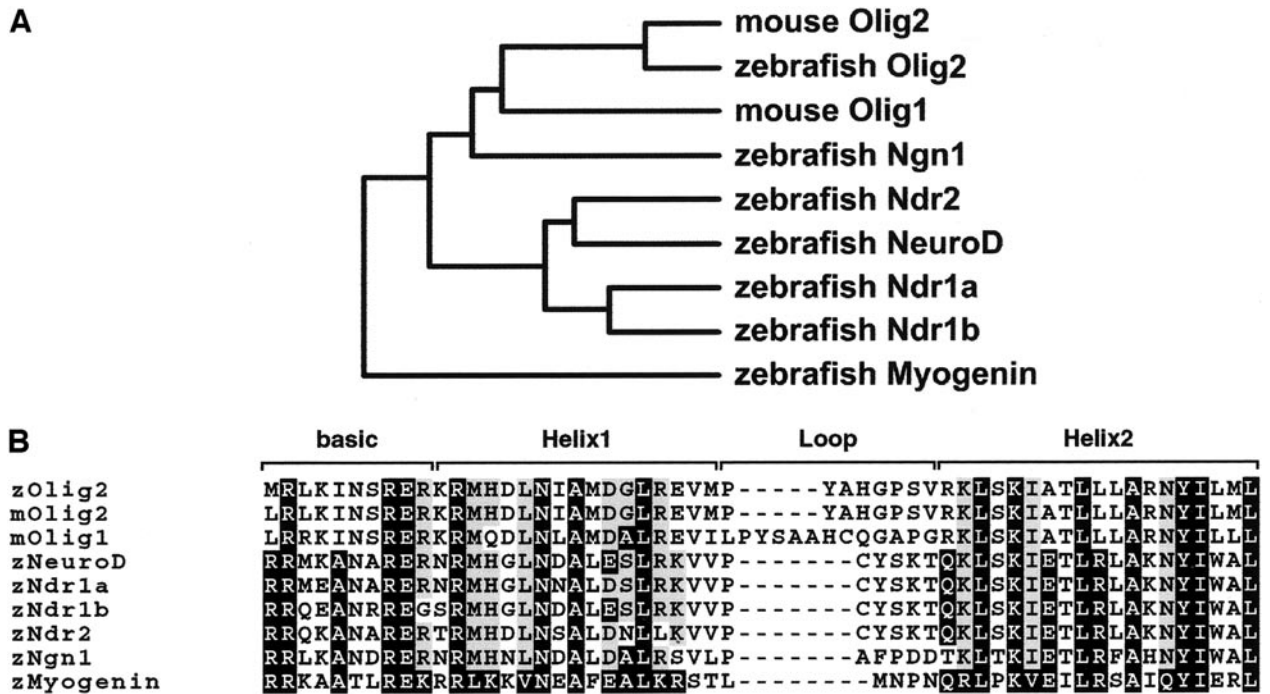 A
mouse Olig2
zebrafish Olig2
mouse Olig1
zebrafish Ngn1
zebrafish Ndr2
zebrafish NeuroD
zebrafish Ndr1a
zebrafish Ndr1b
zebrafish Myogenin
B
basic Helix1 Loop Helix2
zOlig2 MRLKINSRERKRMHDLNIAMDGLREVMP------YAHGPSVRKLSKIATLLLARNYILML
mOlig2 LRLKINSRERKRMHDLNIAMDGLREVMP------YAHGPSVRKLSKIATLLLARNYILML
mOlig1 LRRKINSRERKRMQDLNLAMDALREVILPYSAAHCQGAPGRKLSKIATLLLARNYILLL
zNeuroD RRMKANARERNRMHGLNDALESLRKVVP--------CYSKTQKLSKIETLRLAKNYIWAL
zNdr1a RRMEANARERNRMHGLNNALDSLRKVVP--------CYSKTQKLSKIETLRLAKNYIWAL
zNdr1b RRQEANRREGSRMHGLNDALESLRKVVP--------CYSKTQKLSKIETLRLAKNYIWAL
zNdr2 RRQKANARERTRMHDLNSALDNLLKVVP--------CYSKTQKLSKIETLRLAKNYIWAL
zNgn1 RRLKANDRERNRMHNLNDALDALRSVLP--------AFPDDTKLTKIETLRFAHNYIWAL
zMyogenin RRKAATLREKRRLKKVNEAFEALKRSTL---------MNPNQRLPKVEILRSAIQYIERL